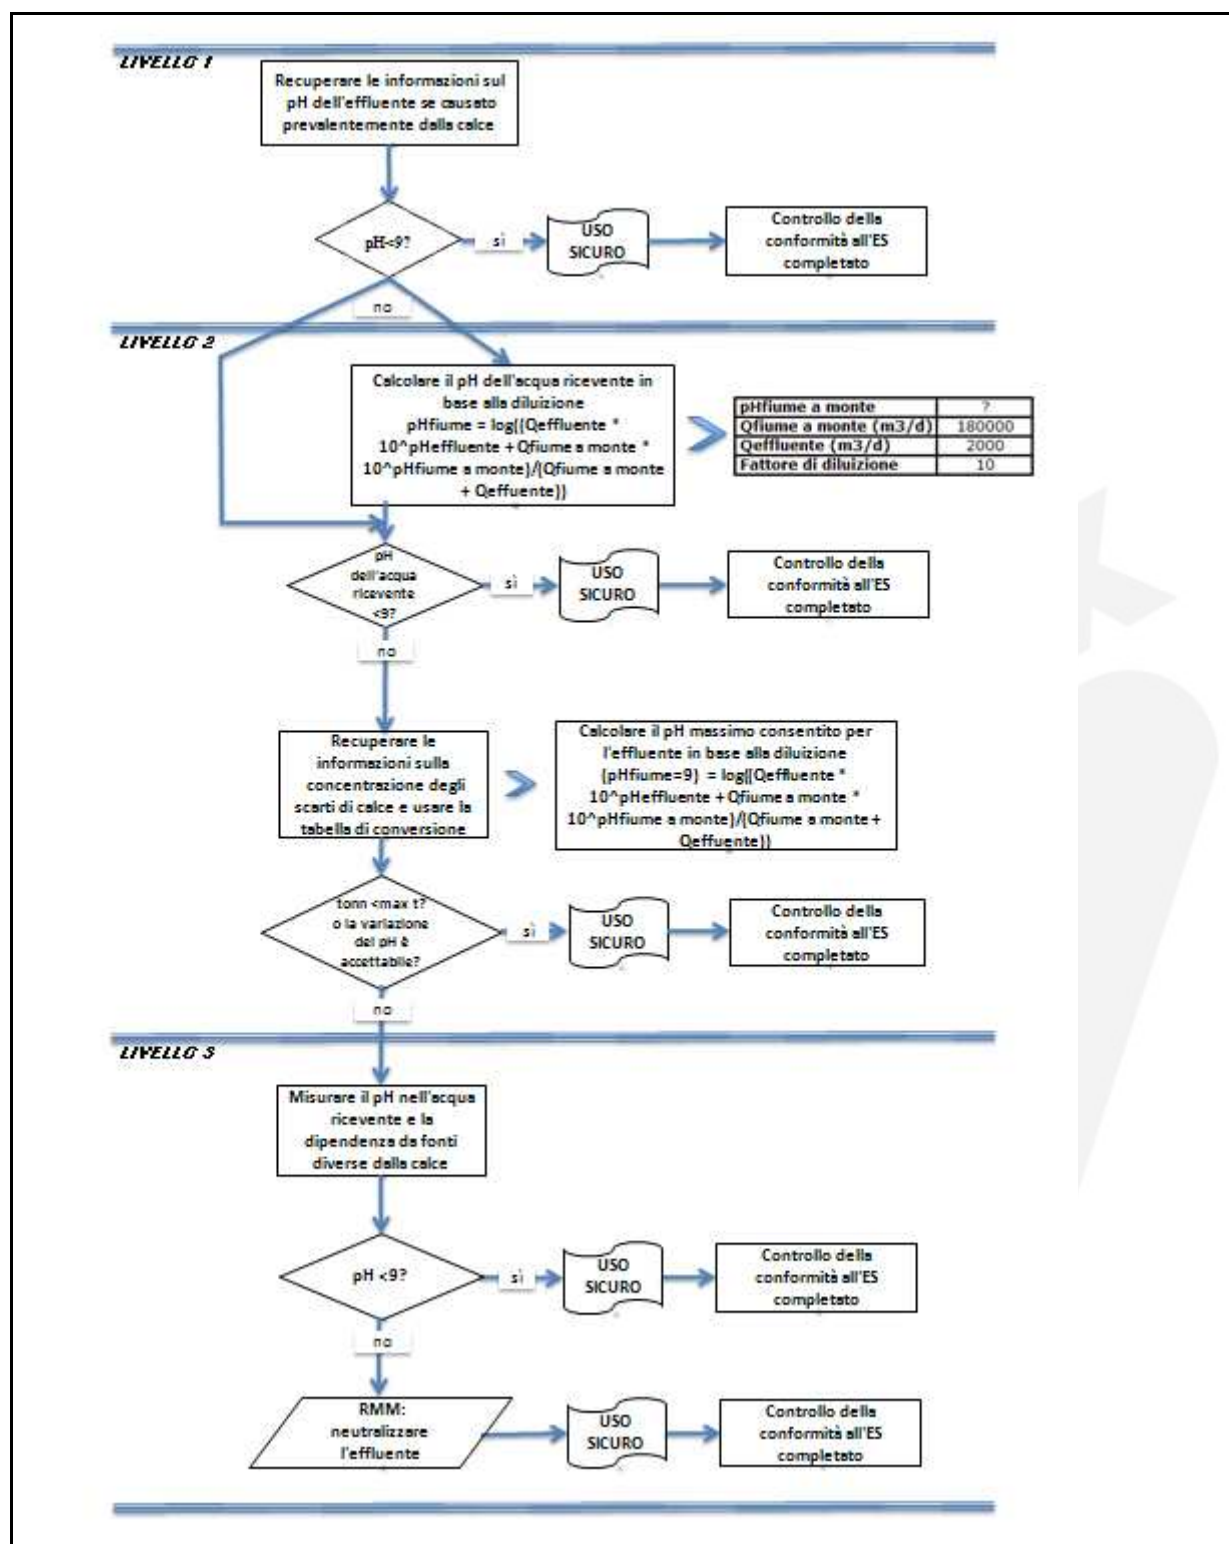 LIVELLO 1
Recuperare le informazioni sul
pH dell'effluente se causato
prevalentemente dalla calce
pH<9?
sì
USO
SICURO
Controllo della
conformità all'ES
completato
no
LIVELLO 2
Calcolare il pH dell'acqua ricevente in
base alla diluizione
pHfiume = log((Qeffluente *
10^pHeffluente + Qfiume a monte *
10^pHfiume a monte)/(Qfiume a monte
+ Qeffuente))
pHfiume a monte ?
Qfiume a monte (m3/d) 180000
Qeffluente (m3/d) 2000
Fattore di diluizione 10
pH
dell'acqua
ricevente
<9?
sì
USO
SICURO
Controllo della
conformità all'ES
completato
no
Recuperare le
informazioni sulla
concentrazione degli
scarti di calce e usare la
tabella di conversione
Calcolare il pH massimo consentito per
l'effluente in base alla diluizione
(pHfiume=9) = log((Qeffluente *
10^pHeffluente + Qfiume a monte *
10^pHfiume a monte)/(Qfiume a monte +
Qeffuente))
tonn <max t?
o la variazione
del pH è
accettabile?
sì
USO
SICURO
Controllo della
conformità all'ES
completato
no
LIVELLO 3
Misurare il pH nell'acqua
ricevente e la
dipendenza da fonti
diverse dalla calce
pH <9?
sì
USO
SICURO
Controllo della
conformità all'ES
completato
no
RMM:
neutralizzare
l'effluente
USO
SICURO
Controllo della
conformità all'ES
completato